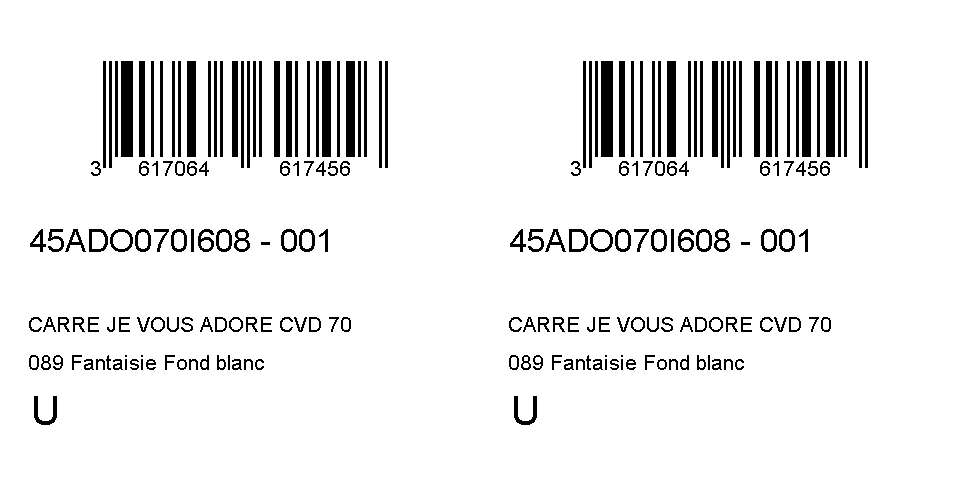 3 617064 617456
45ADO070I608 - 001
CARRE JE VOUS ADORE CVD 70
089 Fantaisie Fond blanc
U
3 617064 617456
45ADO070I608 - 001
CARRE JE VOUS ADORE CVD 70
089 Fantaisie Fond blanc
U